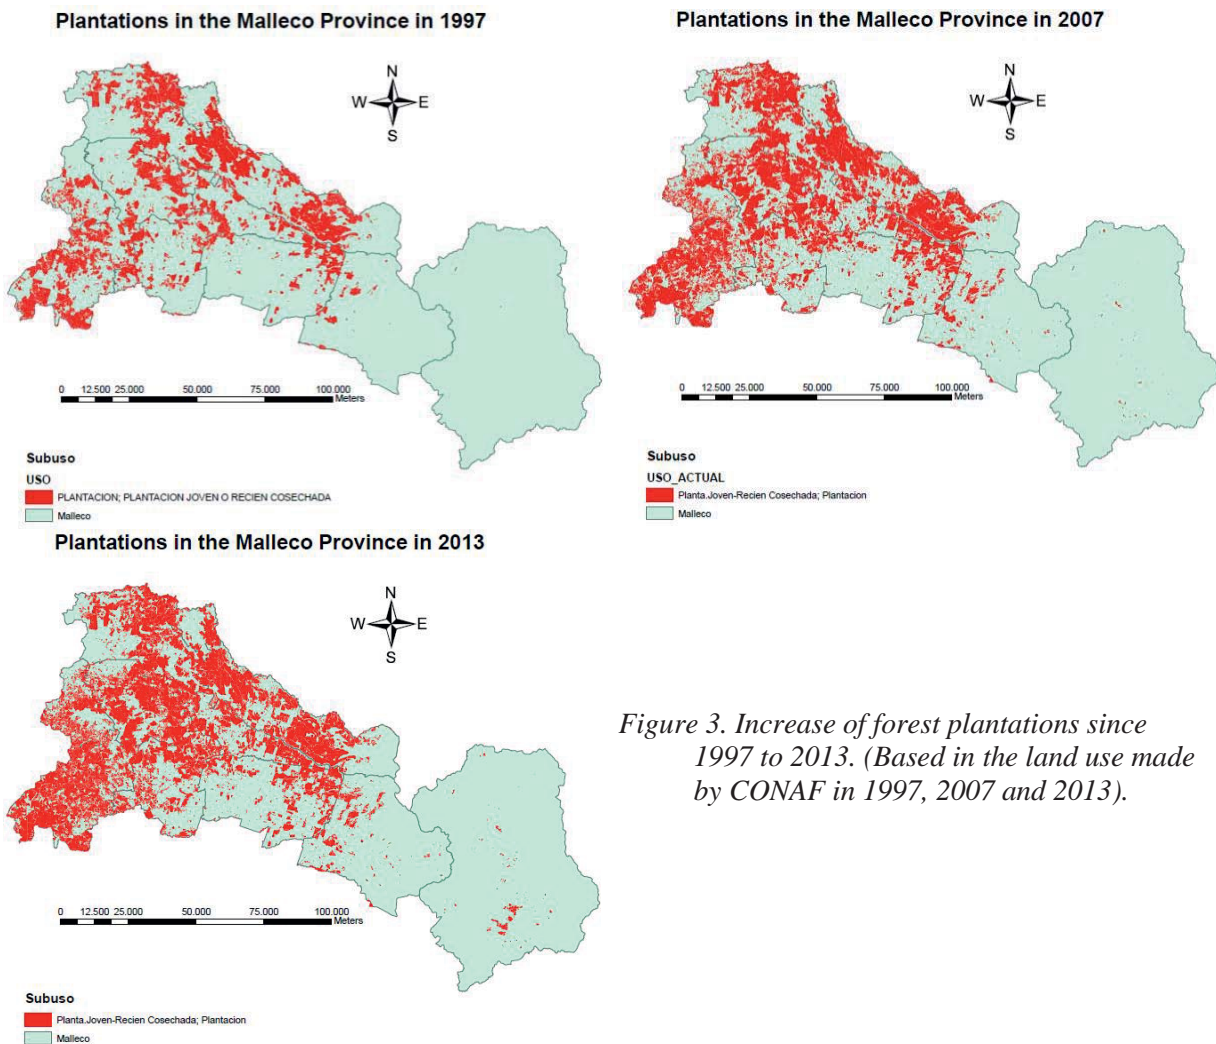 Plantations in the Malleco Province in 1997
N
W E
S
0 12.500 25.000 50.000 75.000 100.000
Meters
Subuso
USO
PLANTACION; PLANTACION JOVEN O RECIEN COSECHADA
Malleco
Plantations in the Malleco Province in 2007
N
W E
S
0 12.500 25.000 50.000 75.000 100.000
Meters
Subuso
USO_ACTUAL
Planta.Joven-Recien Cosechada; Plantacion
Malleco
Plantations in the Malleco Province in 2013
N
W E
S
0 12.500 25.000 50.000 75.000 100.000
Meters
Subuso
Planta.Joven-Recien Cosechada; Plantacion
Malleco
Figure 3. Increase of forest plantations since
1997 to 2013. (Based in the land use made
by CONAF in 1997, 2007 and 2013).